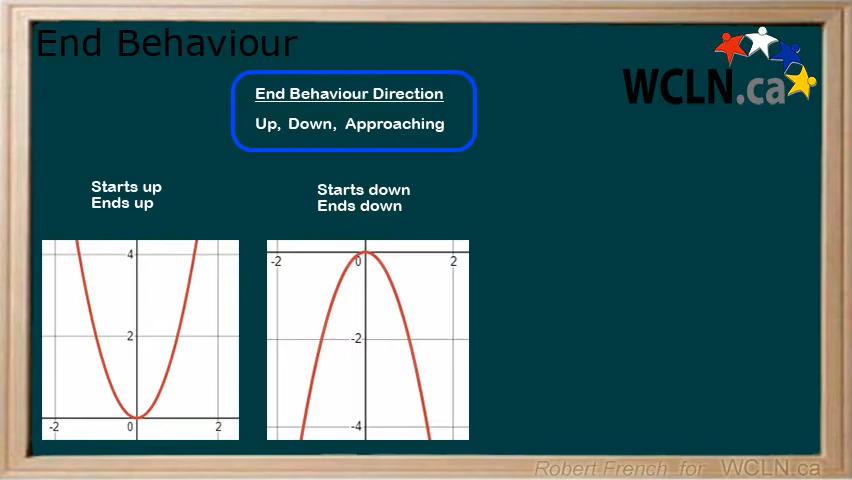 End Behaviour
WCLN.ca
End Behaviour Direction
Up, Down, Approaching
Starts up
Ends up
Starts down
Ends down
4
2
-2
0
2
-2
0
2
-2
-4
Robert French for WCLN.ca